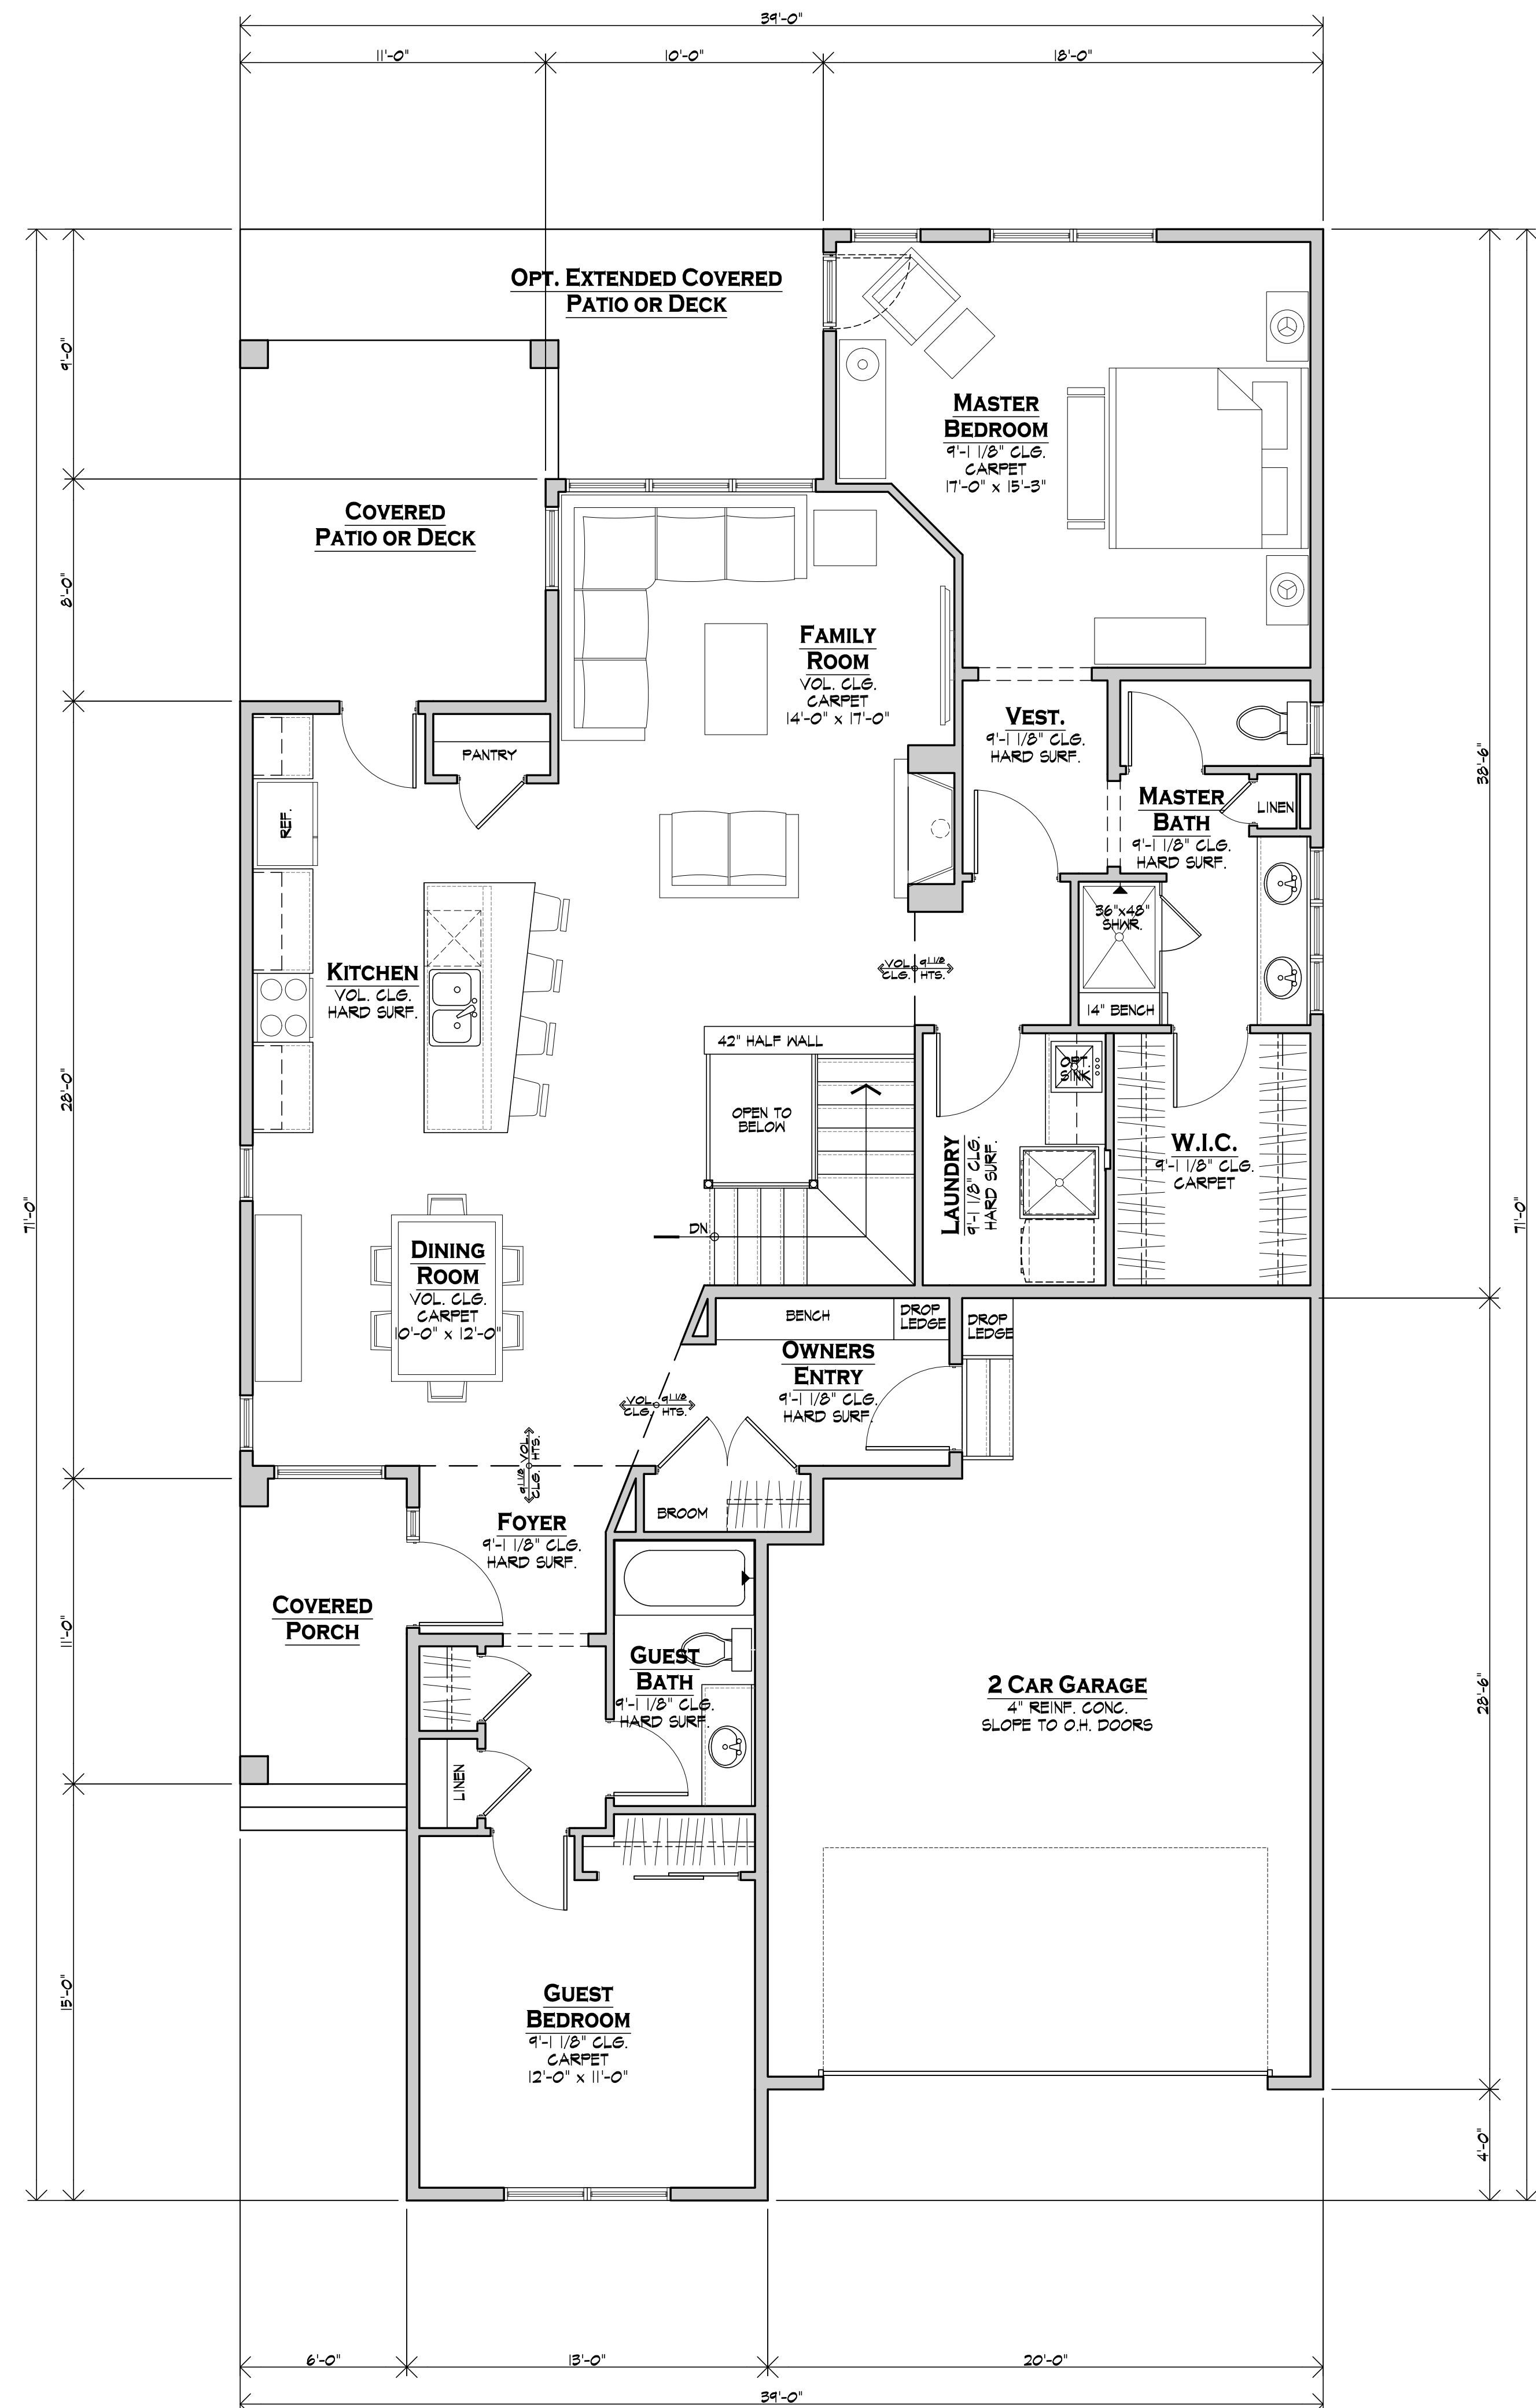 39'-0"
11'-0"
10'-0"
18'-0"
OPT. EXTENDED COVERED
PATIO OR DECK
9'-0"
MASTER
BEDROOM
9'-1 1/8" CLG.
CARPET
17'-0" x 15'-3"
COVERED
PATIO OR DECK
8'-0"
FAMILY
ROOM
VOL. CLG.
CARPET
14'-0" x 17'-0"
VEST.
9'-1 1/8" CLG.
HARD SURF.
PANTRY
38'-6"
MASTER
BATH
9'-1 1/8" CLG.
HARD SURF.
LINEN
REF.
36"x48"
SHWR.
14" BENCH
KITCHEN
VOL. CLG.
HARD SURF.
VOL. 9 1/8
CLG. HTS.
42" HALF WALL
OPT.
SINK
28'-0"
OPEN TO
BELOW
LAUNDRY
9'-1 1/8" CLG.
HARD SURF.
W.I.C.
9'-1 1/8" CLG.
CARPET
71'-0"
71'-0"
DN
DINING
ROOM
VOL. CLG.
CARPET
10'-0" x 12'-0"
BENCH
DROP
LEDGE
DROP
LEDGE
OWNERS
ENTRY
9'-1 1/8" CLG.
HARD SURF.
VOL. 9 1/8
CLG. HTS.
9 1/8 VOL.
CLG. HTS.
BROOM
FOYER
9'-1 1/8" CLG.
HARD SURF.
COVERED
PORCH
11'-0"
GUEST
BATH
9'-1 1/8" CLG.
HARD SURF.
2 CAR GARAGE
4" REINF. CONC.
SLOPE TO O.H. DOORS
28'-6"
LINEN
15'-0"
GUEST
BEDROOM
9'-1 1/8" CLG.
CARPET
12'-0" x 11'-0"
4'-0"
6'-0"
13'-0"
20'-0"
39'-0"